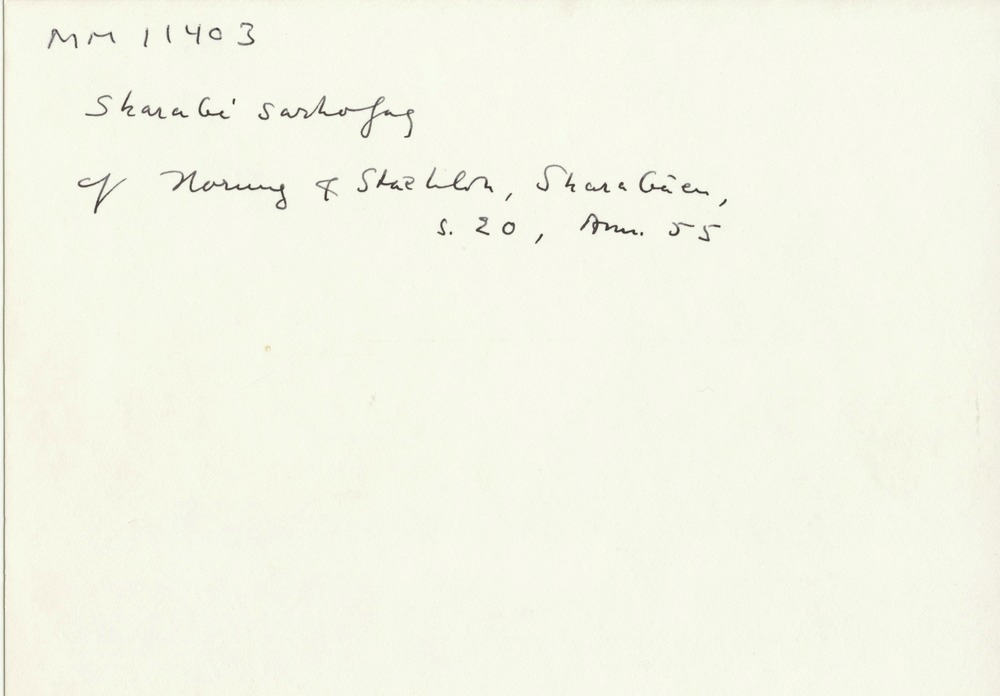 MM 11403
Skarabé sarkofag
cf Hornung & Staehelin, Skarabäen,
s. 20, Anm. 55